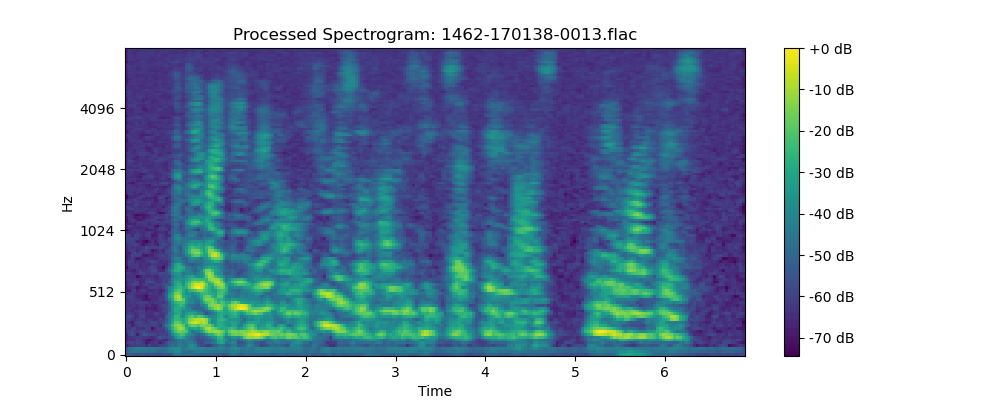 Processed Spectrogram: 1462-170138-0013.flac
Hz
4096
2048
1024
512
0
0 1 2 3 4 5 6
Time
+0 dB
-10 dB
-20 dB
-30 dB
-40 dB
-50 dB
-60 dB
-70 dB